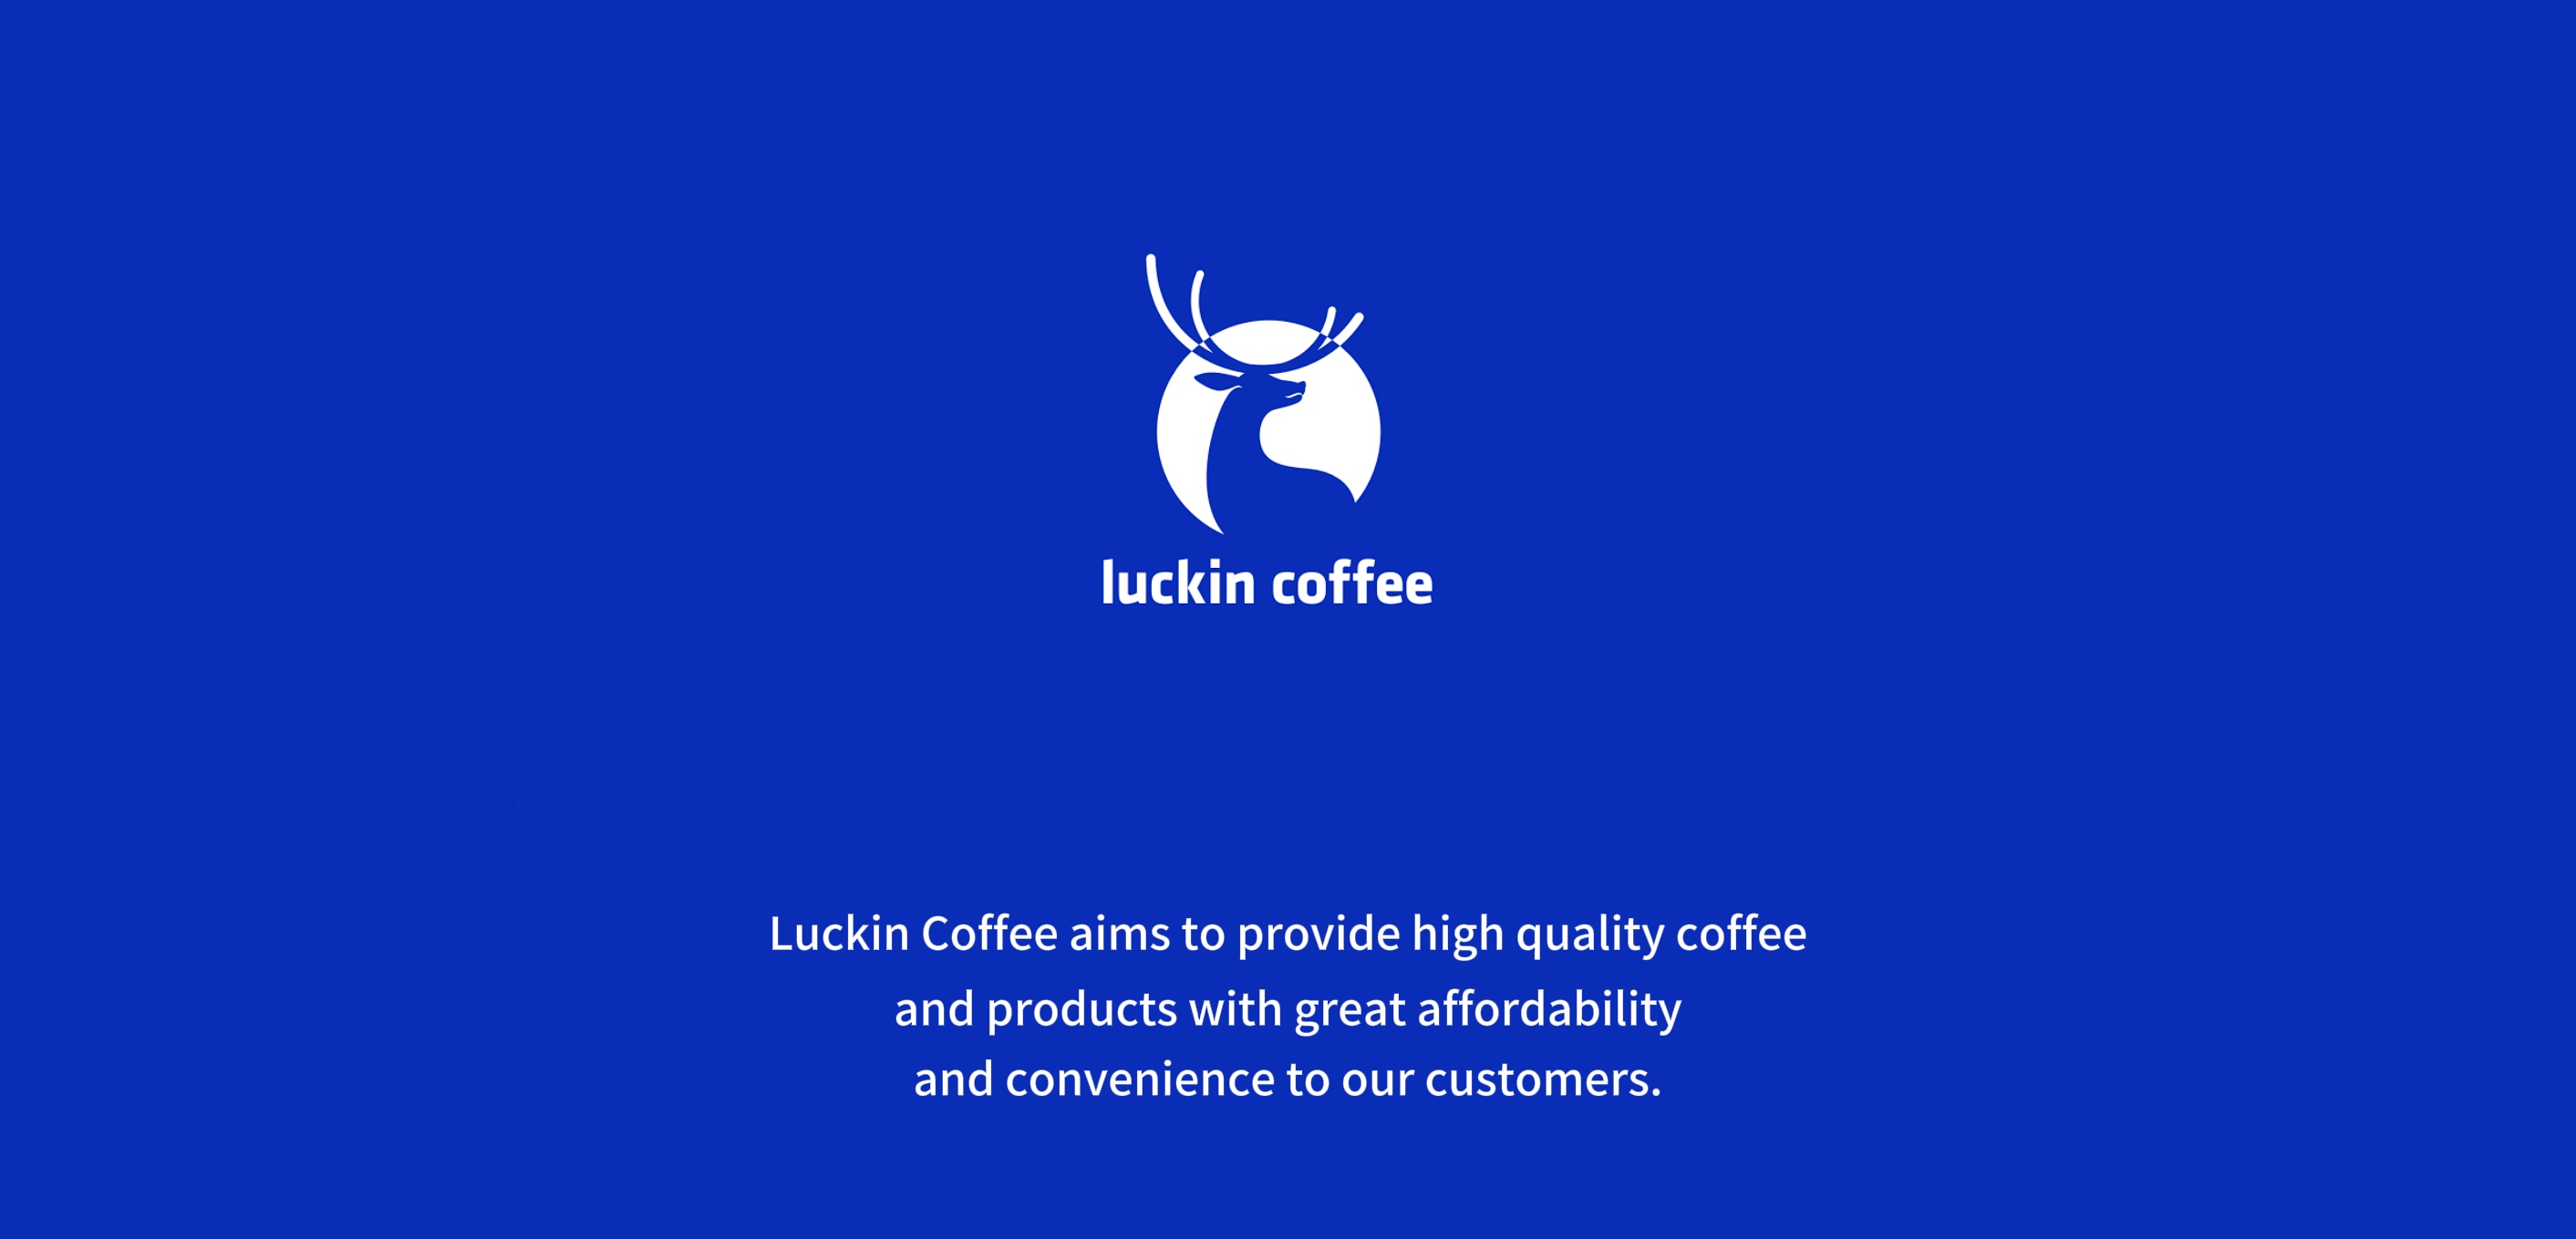 luckin coffee
Luckin Coffee aims to provide high quality coffee
and products with great affordability
and convenience to our customers.